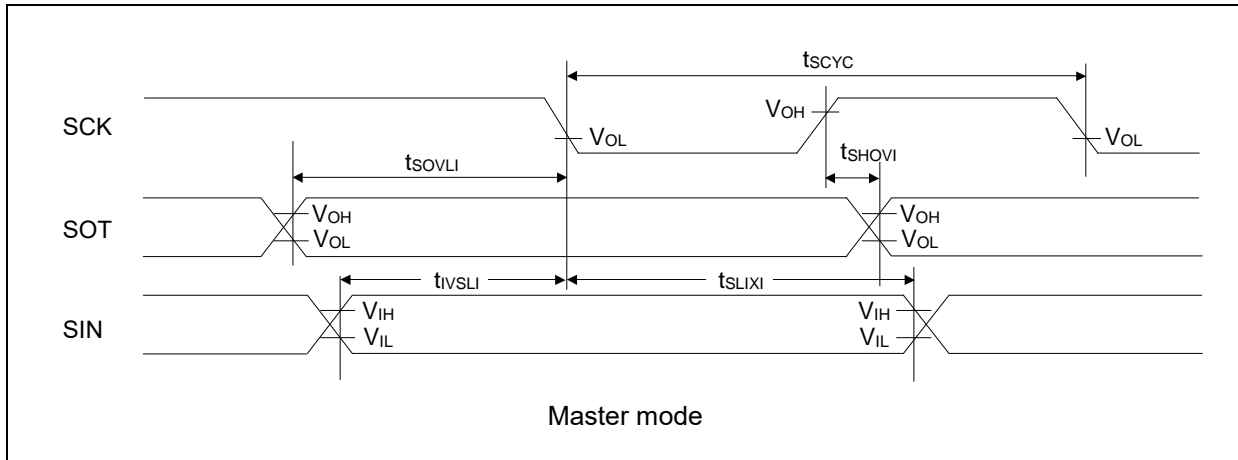 tSCYC
SCK
VOH
VOL
VOL
tSHOVI
tSOVLI
SOT
VOH
VOL
VOH
VOL
tIVSLI
tSLIXI
SIN
VIH
VIL
VIH
VIL
Master mode